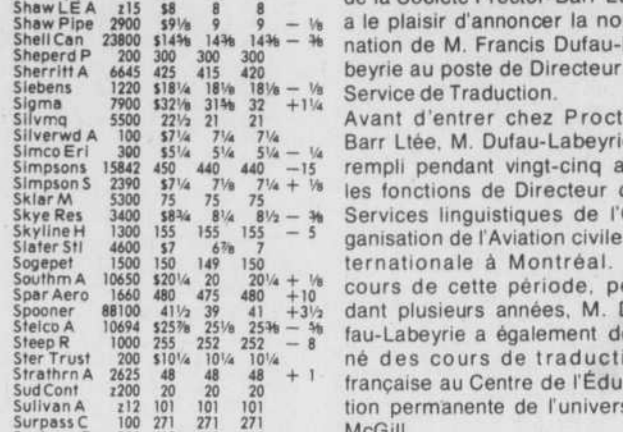 Shaw LE A z15 $8 8 8
Shaw Pipe 2900 $9⅛ 9 9 — ⅛
Shell Can 23800 $14⅜ 14⅜ 14⅜ — ⅜
Sheperd P 200 300 300 300
Sherritt A 6645 425 415 420
Siebens 1220 $18¼ 18⅛ 18⅛ — ⅛
Sigma 7900 $32⅛ 31⅜ 32 +1¼
Silvmq 5500 22½ 21 21
Silverwd A 100 $7¼ 7¼ 7¼
Simco Eri 300 $5¼ 5¼ 5¼ — ¼
Simpsons 15842 450 440 440 —15
Simpson S 2390 $7¼ 7⅛ 7¼ + ⅛
Sklar M 5300 75 75 75
Skye Res 3400 $8¾ 8¼ 8½ — ⅜
Skyline H 1300 155 155 155 — 5
Slater Stl 4600 $7 6⅞ 7
Sogepet 1500 150 149 150
Southm A 10650 $20¼ 20 20¼ + ⅛
Spar Aero 1660 480 475 480 +10
Spooner 88100 41½ 39 41 +3½
Stelco A 10694 $25⅞ 25⅛ 25⅜ — ⅝
Steep R 1000 255 252 252 — 8
Ster Trust 200 $10¼ 10¼ 10¼
Strathrn A 2625 48 48 48 + 1
Sud Cont z200 20 20 20
Sulivan A z12 101 101 101
Surpass C 100 271 271 271
de la Société Proctor-Barr
a le plaisir d'annoncer la no
nation de M. Francis Dufau-
beyrie au poste de Directeur
Service de Traduction.
Avant d'entrer chez Proct
Barr Ltée, M. Dufau-Labeyrie
rempli pendant vingt-cinq a
les fonctions de Directeur
Services linguistiques de l'
ganisation de l'Aviation civile
ternationale à Montréal.
cours de cette période, pe
dant plusieurs années, M. D
fau-Labeyrie a également d
né des cours de traducti
française au Centre de l'Édu
tion permanente de l'univers
McGill